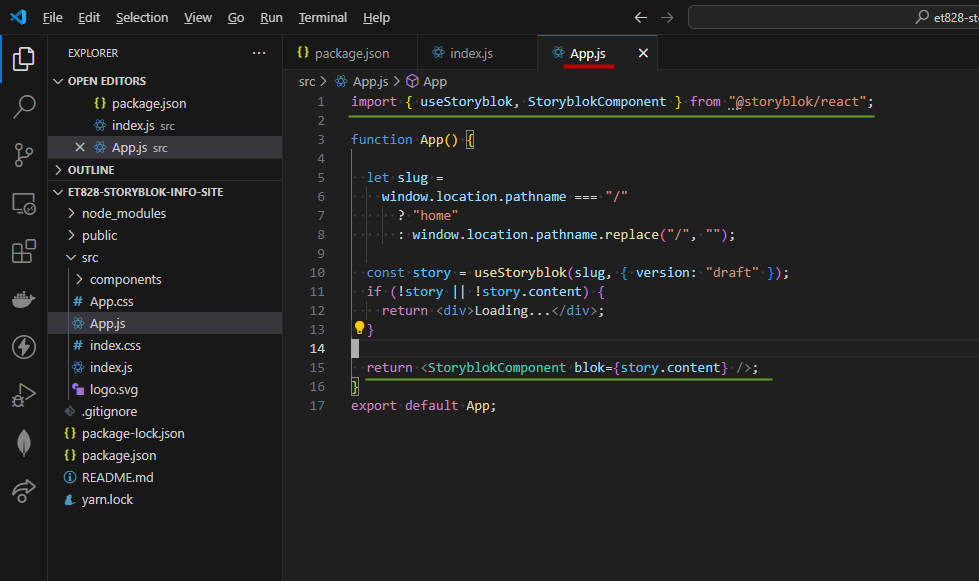 File Edit Selection View Go Run Terminal Help
et828-sto
EXPLORER
OPEN EDITORS
package.json
index.js src
App.js src
OUTLINE
ET828-STORYBLOK-INFO-SITE
node_modules
public
src
components
# App.css
App.js
# index.css
index.js
logo.svg
.gitignore
{} package-lock.json
{} package.json
README.md
yarn.lock
{} package.json
index.js
App.js
src > App.js > App
1 import { useStoryblok, StoryblokComponent } from "@storyblok/react";
2
3 function App() {
4
5 let slug =
6 window.location.pathname === "/"
7 ? "home"
8 : window.location.pathname.replace("/", "");
9
10 const story = useStoryblok(slug, { version: "draft" });
11 if (!story || !story.content) {
12 return <div>Loading...</div>;
13 }
14
15 return <StoryblokComponent blok={story.content} />;
16 }
17 export default App;